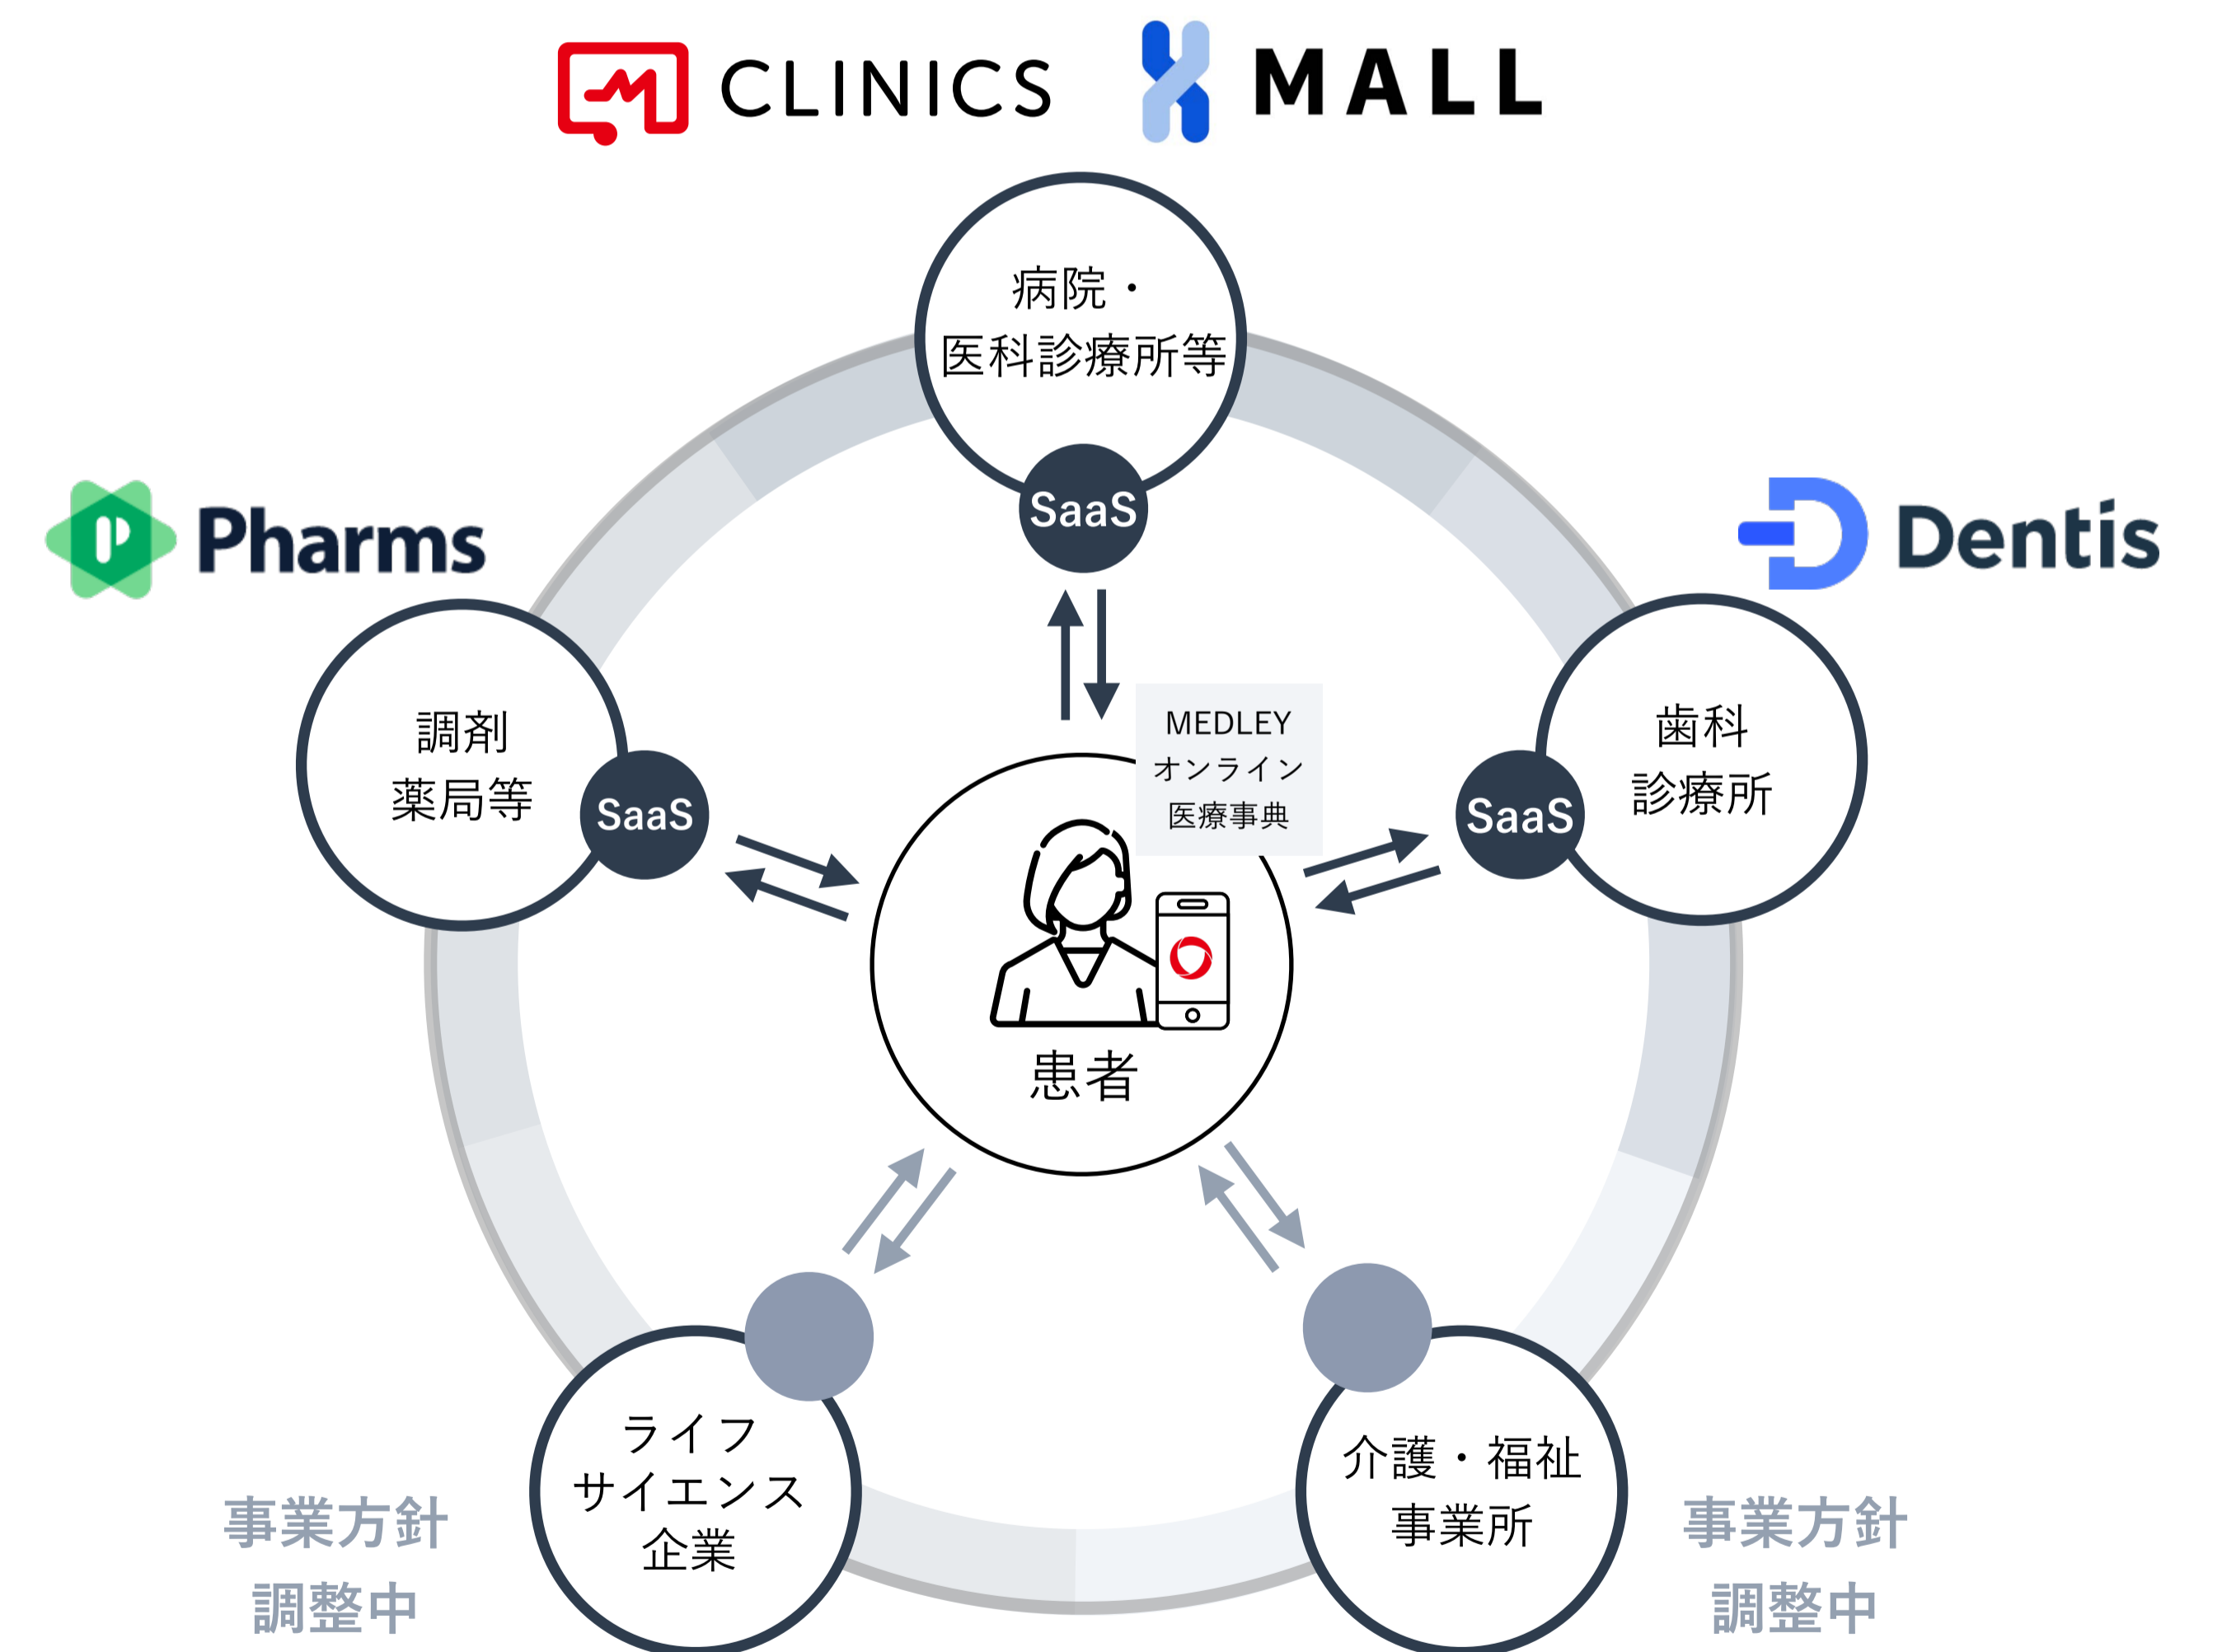 CLINICS
MALL
病院・
医科診療所等
SaaS
Pharms
Dentis
調剤
薬局等
SaaS
MEDLEY
オンライン
医療事典
歯科
診療所
SaaS
患者
ライフ
サイエンス
企業
介護・福祉
事業所
事業方針
調整中
事業方針
調整中